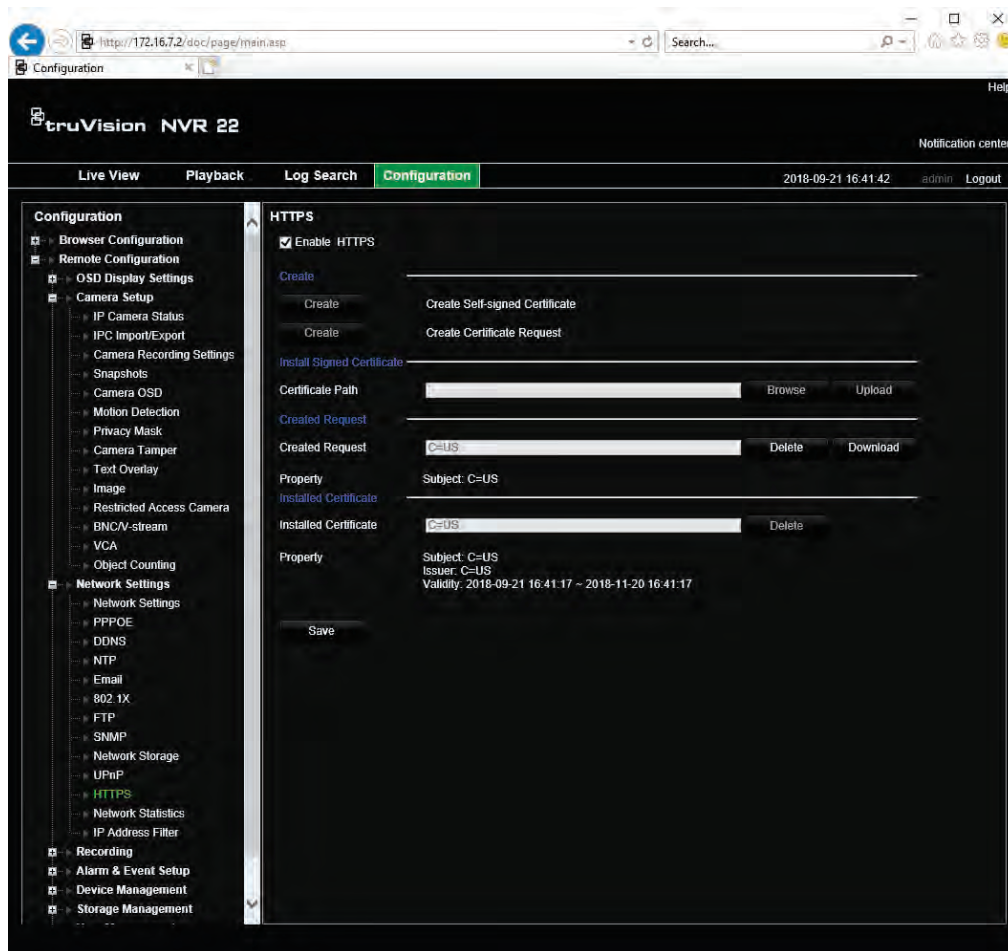 http://172.16.7.2/doc/page/main.asp
Search...
Configuration
Help
truVision NVR 22
Notification center
Live View Playback Log Search Configuration 2018-09-21 16:41:42 admin Logout
Configuration
Browser Configuration
Remote Configuration
OSD Display Settings
Camera Setup
IP Camera Status
IPC Import/Export
Camera Recording Settings
Snapshots
Camera OSD
Motion Detection
Privacy Mask
Camera Tamper
Text Overlay
Image
Restricted Access Camera
BNC/V-stream
VCA
Object Counting
Network Settings
Network Settings
PPPOE
DDNS
NTP
Email
802.1X
FTP
SNMP
Network Storage
UPnP
HTTPS
Network Statistics
IP Address Filter
Recording
Alarm & Event Setup
Device Management
Storage Management
HTTPS
Enable HTTPS
Create
Create Create Self-signed Certificate
Create Create Certificate Request
Install Signed Certificate
Certificate Path Browse Upload
Created Request
Created Request C=US Delete Download
Property Subject: C=US
Installed Certificate
Installed Certificate C=US Delete
Property Subject: C=US
Issuer: C=US
Validity: 2018-09-21 16:41:17 ~ 2018-11-20 16:41:17
Save